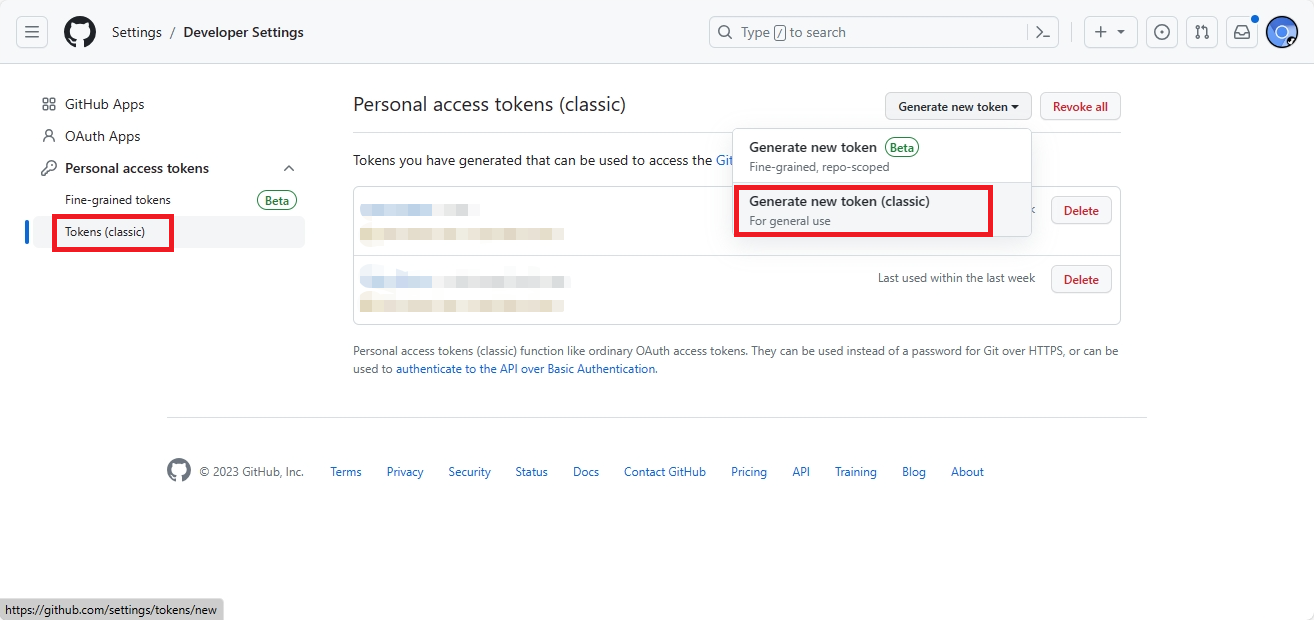 Settings / Developer Settings
Type / to search
GitHub Apps
OAuth Apps
Personal access tokens
Fine-grained tokens Beta
Tokens (classic)
Personal access tokens (classic)
Generate new token
Revoke all
Generate new token Beta
Fine-grained, repo-scoped
Generate new token (classic)
For general use
Tokens you have generated that can be used to access the Git
Delete
Last used within the last week
Delete
Personal access tokens (classic) function like ordinary OAuth access tokens. They can be used instead of a password for Git over HTTPS, or can be
used to authenticate to the API over Basic Authentication.
© 2023 GitHub, Inc. Terms Privacy Security Status Docs Contact GitHub Pricing API Training Blog About
https://github.com/settings/tokens/new